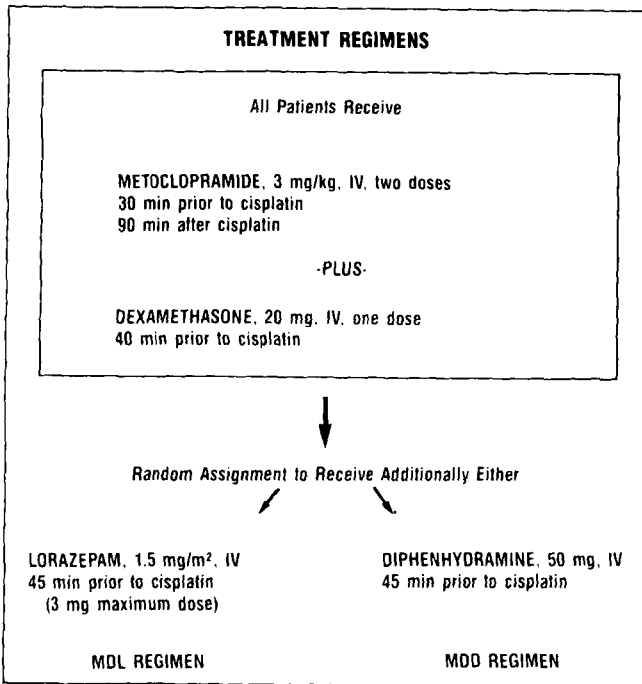 TREATMENT REGIMENS
All Patients Receive
METOCLOPRAMIDE, 3 mg/kg, IV, two doses
30 min prior to cisplatin
90 min after cisplatin
-PLUS-
DEXAMETHASONE, 20 mg, IV, one dose
40 min prior to cisplatin
Random Assignment to Receive Additionally Either
LORAZEPAM, 1.5 mg/m², IV
45 min prior to cisplatin
(3 mg maximum dose)
MDL REGIMEN
DIPHENHYDRAMINE, 50 mg, IV
45 min prior to cisplatin
MDD REGIMEN